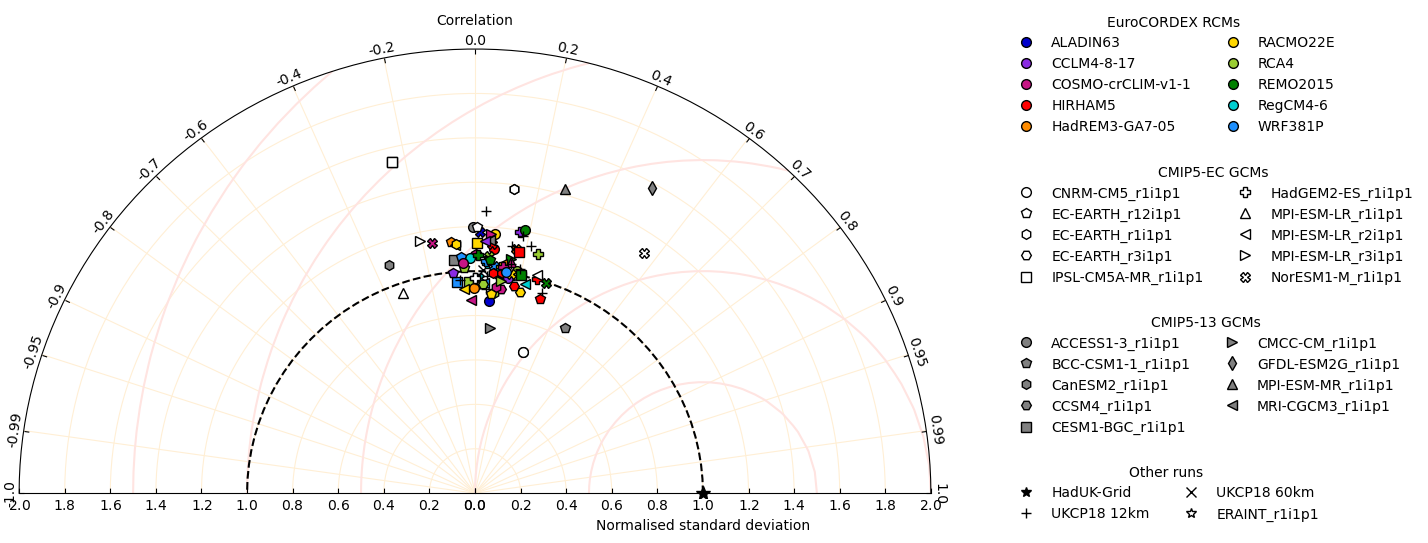 Correlation
-1.0
-0.99
-0.95
-0.9
-0.8
-0.7
-0.6
-0.4
-0.2
0.0
0.2
0.4
0.6
0.7
0.8
0.9
0.95
0.99
1.0
2.0 1.8 1.6 1.4 1.2 1.0 0.8 0.6 0.4 0.2 0.0 0.2 0.4 0.6 0.8 1.0 1.2 1.4 1.6 1.8 2.0
Normalised standard deviation
EuroCORDEX RCMs
ALADIN63 RACMO22E
CCLM4-8-17 RCA4
COSMO-crCLIM-v1-1 REMO2015
HIRHAM5 RegCM4-6
HadREM3-GA7-05 WRF381P
CMIP5-EC GCMs
CNRM-CM5_r1i1p1 HadGEM2-ES_r1i1p1
EC-EARTH_r12i1p1 MPI-ESM-LR_r1i1p1
EC-EARTH_r1i1p1 MPI-ESM-LR_r2i1p1
EC-EARTH_r3i1p1 MPI-ESM-LR_r3i1p1
IPSL-CM5A-MR_r1i1p1 NorESM1-M_r1i1p1
CMIP5-13 GCMs
ACCESS1-3_r1i1p1 CMCC-CM_r1i1p1
BCC-CSM1-1_r1i1p1 GFDL-ESM2G_r1i1p1
CanESM2_r1i1p1 MPI-ESM-MR_r1i1p1
CCSM4_r1i1p1 MRI-CGCM3_r1i1p1
CESM1-BGC_r1i1p1
Other runs
HadUK-Grid UKCP18 60km
UKCP18 12km ERAINT_r1i1p1